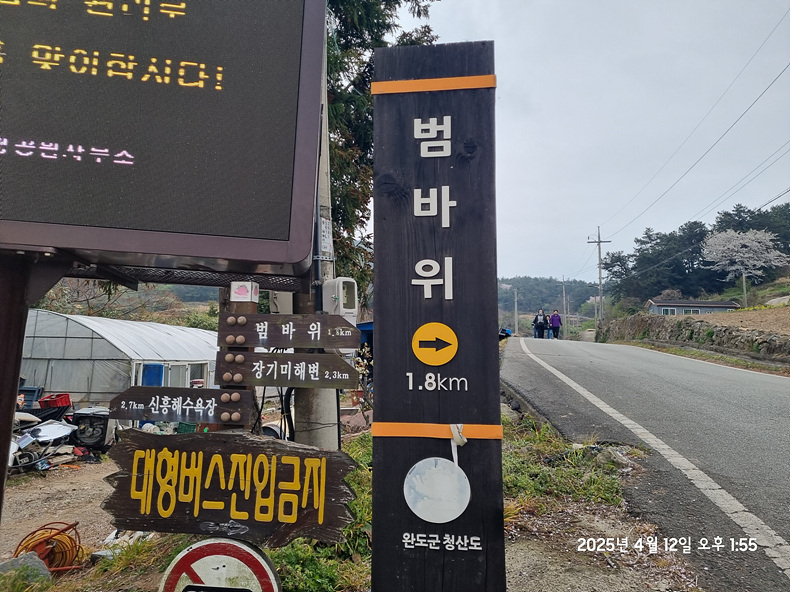 맞이합시다!
범
바
위
1.8km
완도군 청산도
범 바 위 1.8km
장기미해변 2.3km
2.7km 신흥해수욕장
대형버스진입금지
2025년 4월 12일 오후 1:55